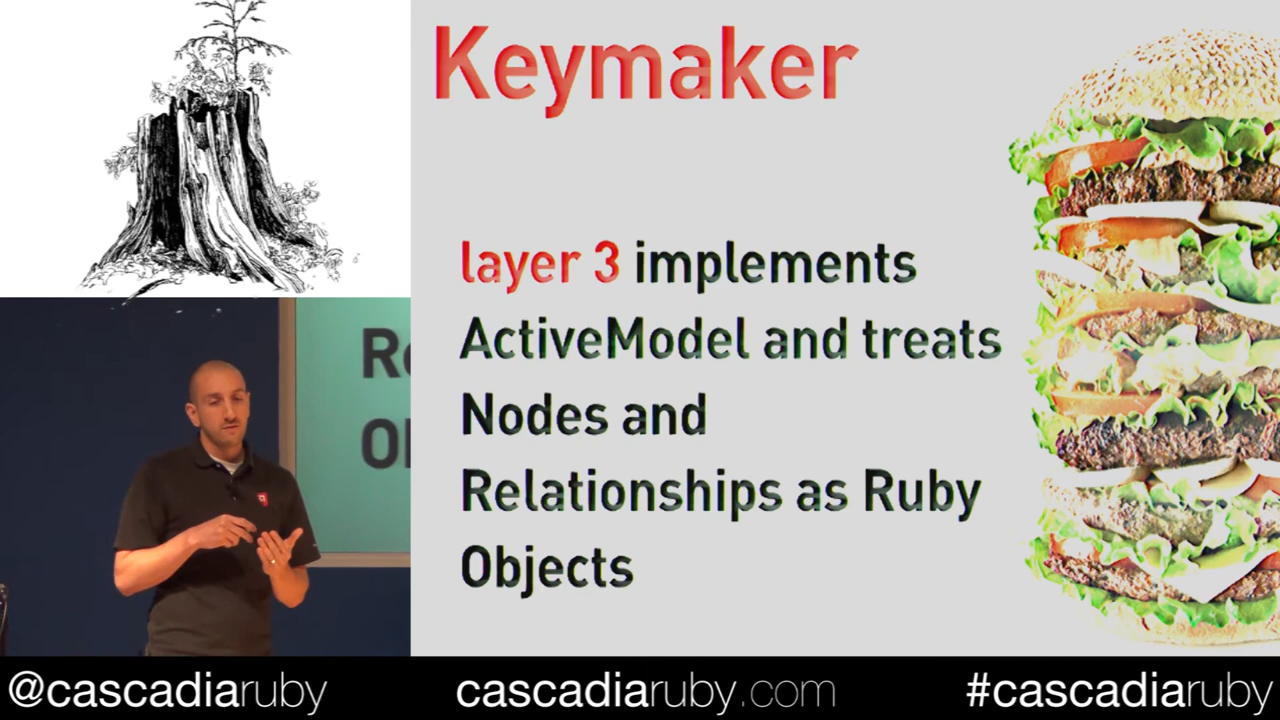 Keymaker
layer 3 implements
ActiveModel and treats
Nodes and
Relationships as Ruby
Objects
@cascadiaruby
cascadiaruby.com
#cascadiaruby